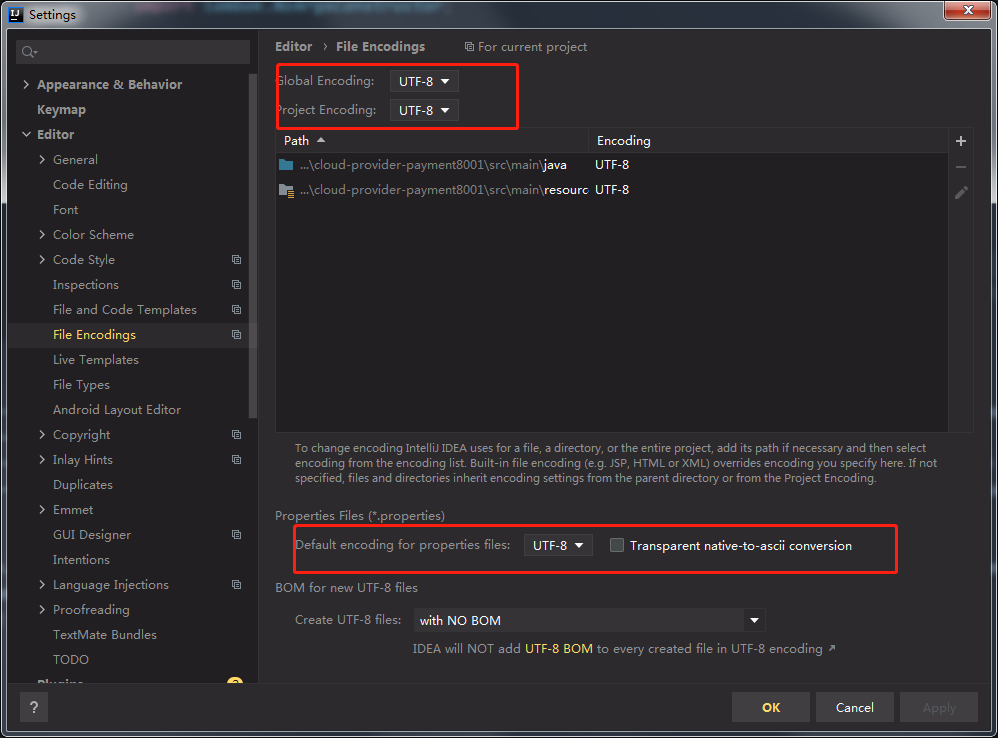 Settings
Editor › File Encodings For current project
Global Encoding: UTF-8
Project Encoding: UTF-8
Path Encoding
...\cloud-provider-payment8001\src\main\java UTF-8
...\cloud-provider-payment8001\src\main\resourc UTF-8
To change encoding IntelliJ IDEA uses for a file, a directory, or the entire project, add its path if necessary and then select
encoding from the encoding list. Built-in file encoding (e.g. JSP, HTML or XML) overrides encoding you specify here. If not
specified, files and directories inherit encoding settings from the parent directory or from the Project Encoding.
Properties Files (*.properties)
Default encoding for properties files: UTF-8 Transparent native-to-ascii conversion
BOM for new UTF-8 files
Create UTF-8 files: with NO BOM
IDEA will NOT add UTF-8 BOM to every created file in UTF-8 encoding ↗
Appearance & Behavior
Keymap
Editor
General
Code Editing
Font
Color Scheme
Code Style
Inspections
File and Code Templates
File Encodings
Live Templates
File Types
Android Layout Editor
Copyright
Inlay Hints
Duplicates
Emmet
GUI Designer
Intentions
Language Injections
Proofreading
TextMate Bundles
TODO
Plugins
? OK Cancel Apply